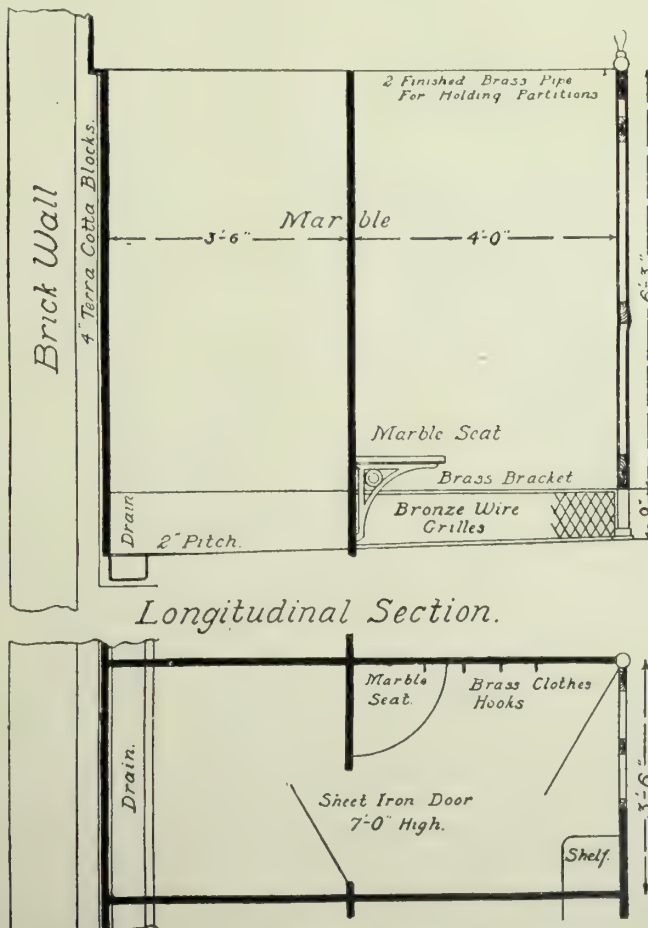 2 Finished Brass Pipe
For Holding Partitions
Brick Wall
4" Terra Cotta Blocks.
Marble
3'-6"
4'-0"
6'-3"
Marble Seat
Brass Bracket
Bronze Wire
Grilles
Drain
2" Pitch.
Longitudinal Section.
Marble
Seat.
Brass Clothes
Hooks
Drain.
Sheet Iron Door
7'-0" High.
3'-6"
Shelf.